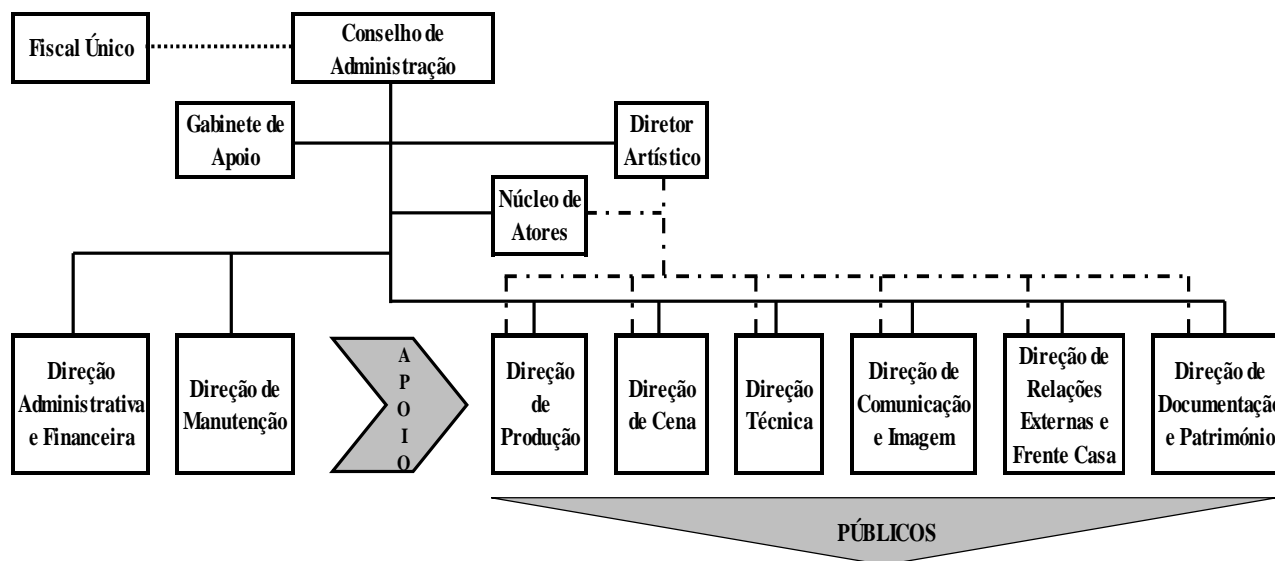 Fiscal Único
Conselho de
Administração
Gabinete de
Apoio
Diretor
Artístico
Núcleo de
Atores
Direção
Administrativa
e Financeira
Direção de
Manutenção
A
P
O
I
O
Direção
de
Produção
Direção
de Cena
Direção
Técnica
Direção de
Comunicação
e Imagem
Direção de
Relações
Externas e
Frente Casa
Direção de
Documentação
e Património
PÚBLICOS